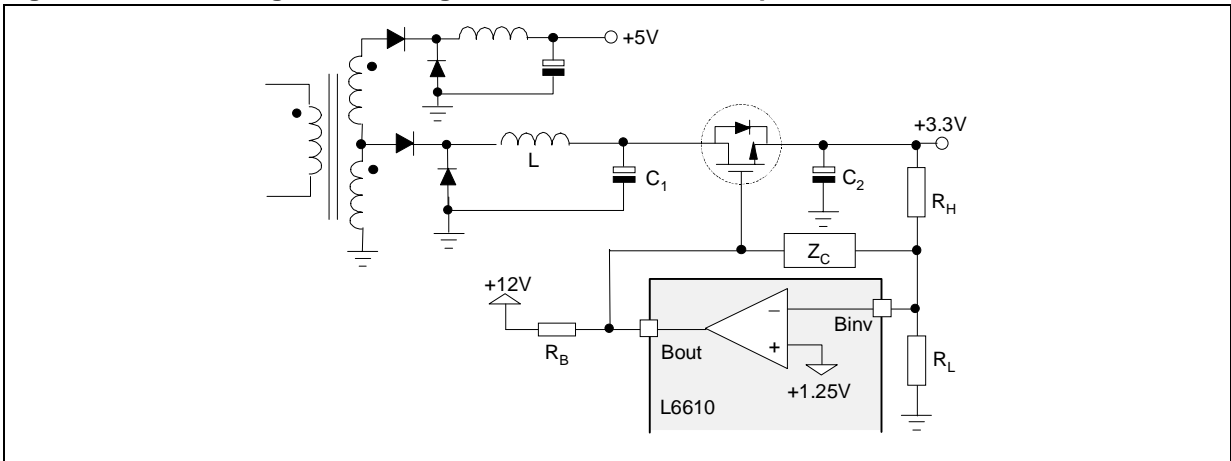 +5V
+3.3V
L
C1
C2
RH
ZC
+12V
RB
Bout
−
Binv
+
RL
+1.25V
L6610